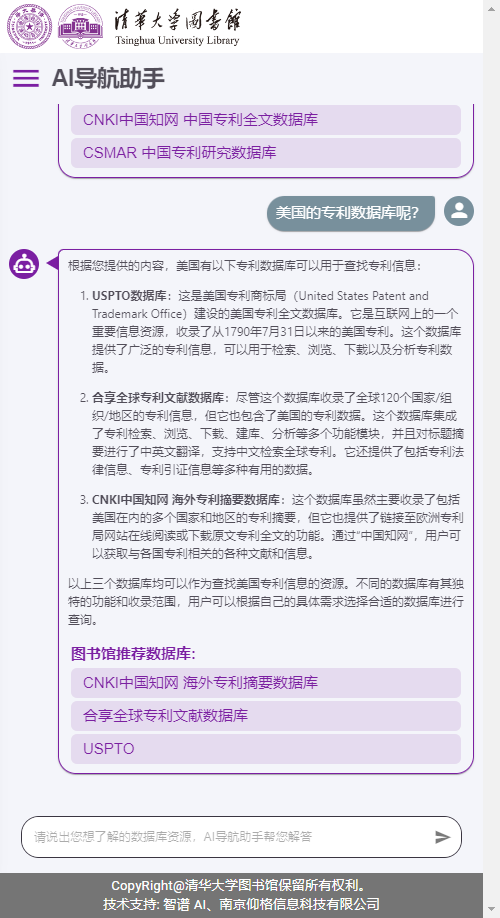 清華大學圖書館
Tsinghua University Library
AI导航助手
CNKI中国知网 中国专利全文数据库
CSMAR 中国专利研究数据库
美国的专利数据库呢？
根据您提供的内容，美国有以下专利数据库可以用于查找专利信息：
1. USPTO数据库：这是美国专利商标局（United States Patent and
Trademark Office）建设的美国专利全文数据库。它是互联网上的一个
重要信息资源，收录了从1790年7月31日以来的美国专利。这个数据库
提供了广泛的专利信息，可以用于检索、浏览、下载以及分析专利数
据。
2. 合享全球专利文献数据库：尽管这个数据库收录了全球120个国家/组
织/地区的专利信息，但它也包含了美国的专利数据。这个数据库集成
了专利检索、浏览、下载、建库、分析等多个功能模块，并且对标题摘
要进行了中英文翻译，支持中文检索全球专利。它还提供了包括专利法
律信息、专利引证信息等多种有用的数据。
3. CNKI中国知网 海外专利摘要数据库：这个数据库虽然主要收录了包括
美国在内的多个国家和地区的专利摘要，但它也提供了链接至欧洲专利
局网站在线阅读或下载原文专利全文的功能。通过“中国知网”，用户可
以获取与各国专利相关的各种文献和信息。
以上三个数据库均可以作为查找美国专利信息的资源。不同的数据库有其独
特的功能和收录范围，用户可以根据自己的具体需求选择合适的数据库进行
查询。
图书馆推荐数据库：
CNKI中国知网 海外专利摘要数据库
合享全球专利文献数据库
USPTO
请说出您想了解的数据库资源，AI导航助手帮您解答
CopyRight@清华大学图书馆保留所有权利。
技术支持: 智谱 AI、南京仰格信息科技有限公司